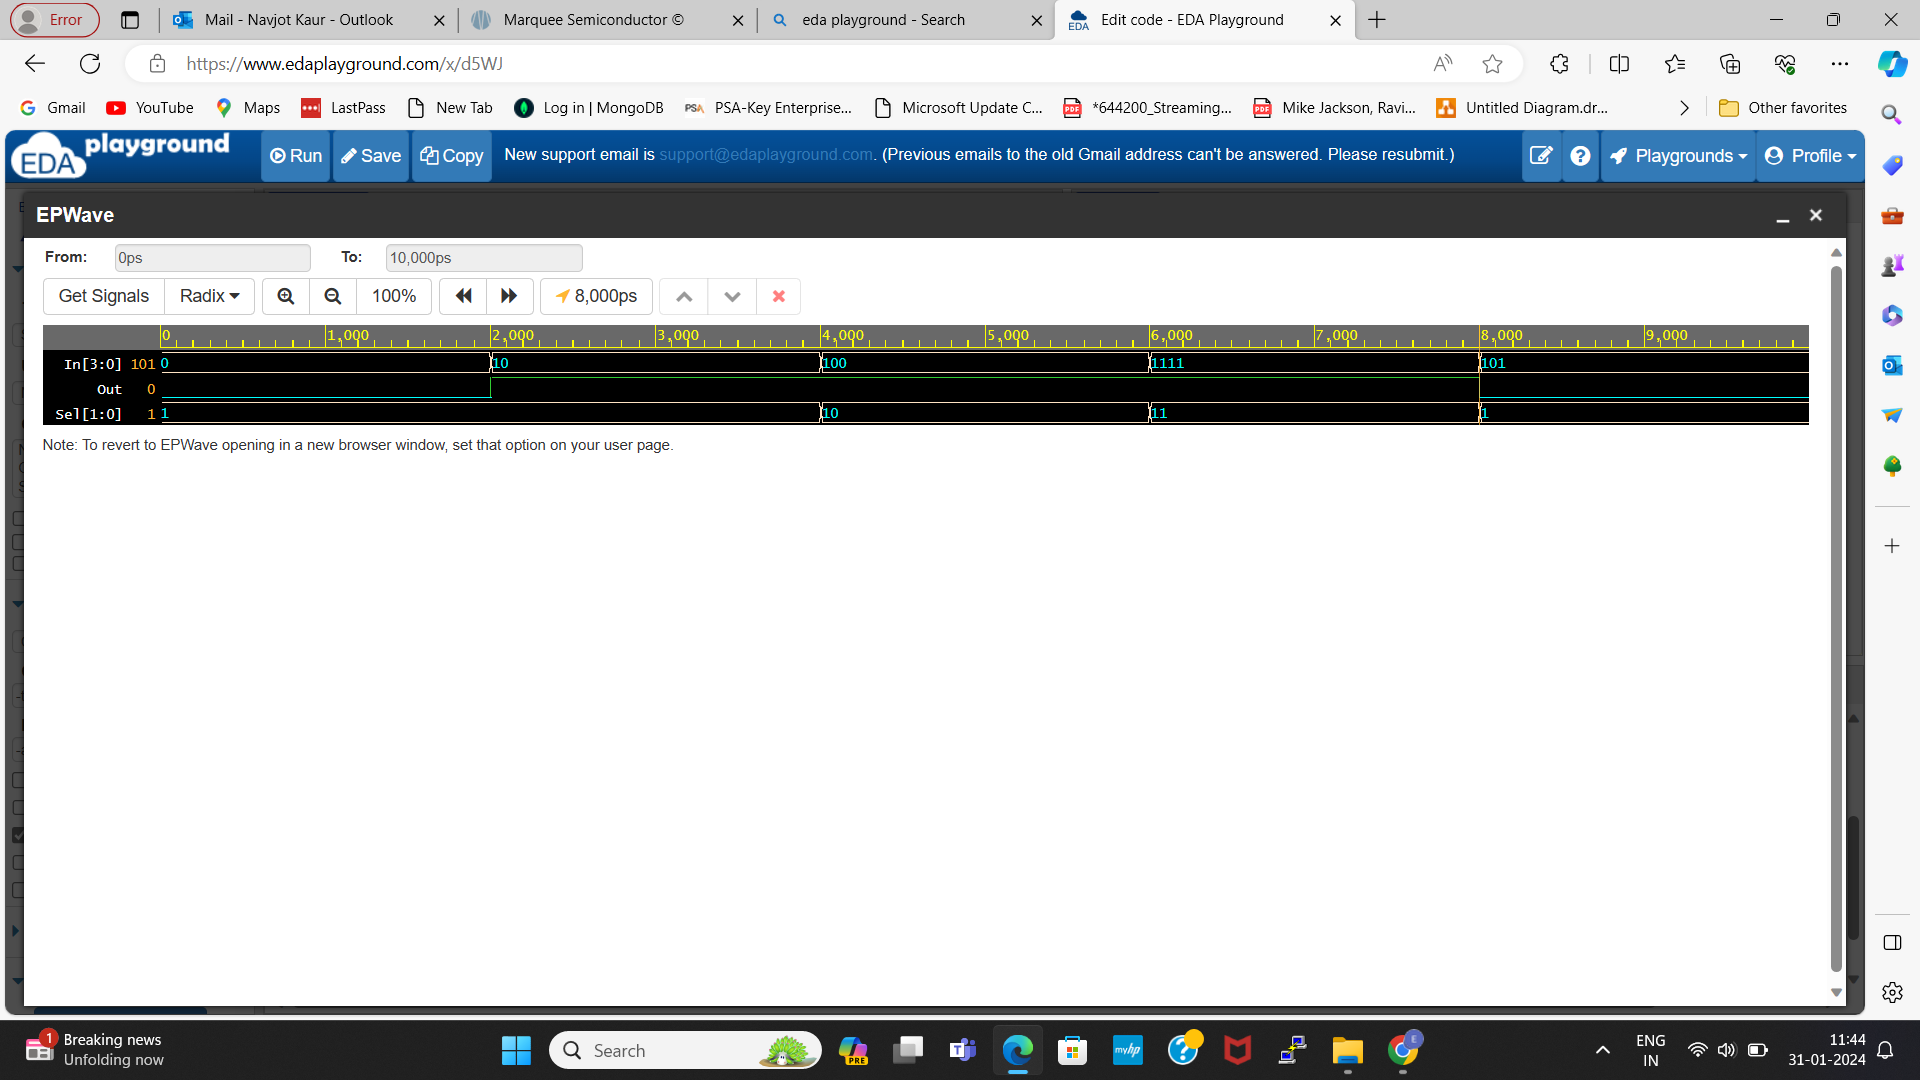 Error
Mail - Navjot Kaur - Outlook
Marquee Semiconductor ©
eda playground - Search
Edit code - EDA Playground
https://www.edaplayground.com/x/d5WJ
Gmail
YouTube
Maps
LastPass
New Tab
Log in | MongoDB
PSA-Key Enterprise...
Microsoft Update C...
*644200_Streaming...
Mike Jackson, Ravi...
Untitled Diagram.dr...
Other favorites
EDA playground
Run
Save
Copy
New support email is support@edaplayground.com. (Previous emails to the old Gmail address can't be answered. Please resubmit.)
Playgrounds
Profile
EPWave
From: 0ps To: 10,000ps
Get Signals Radix 100% 8,000ps
0 1,000 2,000 3,000 4,000 5,000 6,000 7,000 8,000 9,000
In[3:0] 101 0 10 100 1111 101
Out 0
Sel[1:0] 1 1 10 11 1
Note: To revert to EPWave opening in a new browser window, set that option on your user page.
1
Breaking news
Unfolding now
Search
PRE
myhp
E
ENG
IN
11:44
31-01-2024